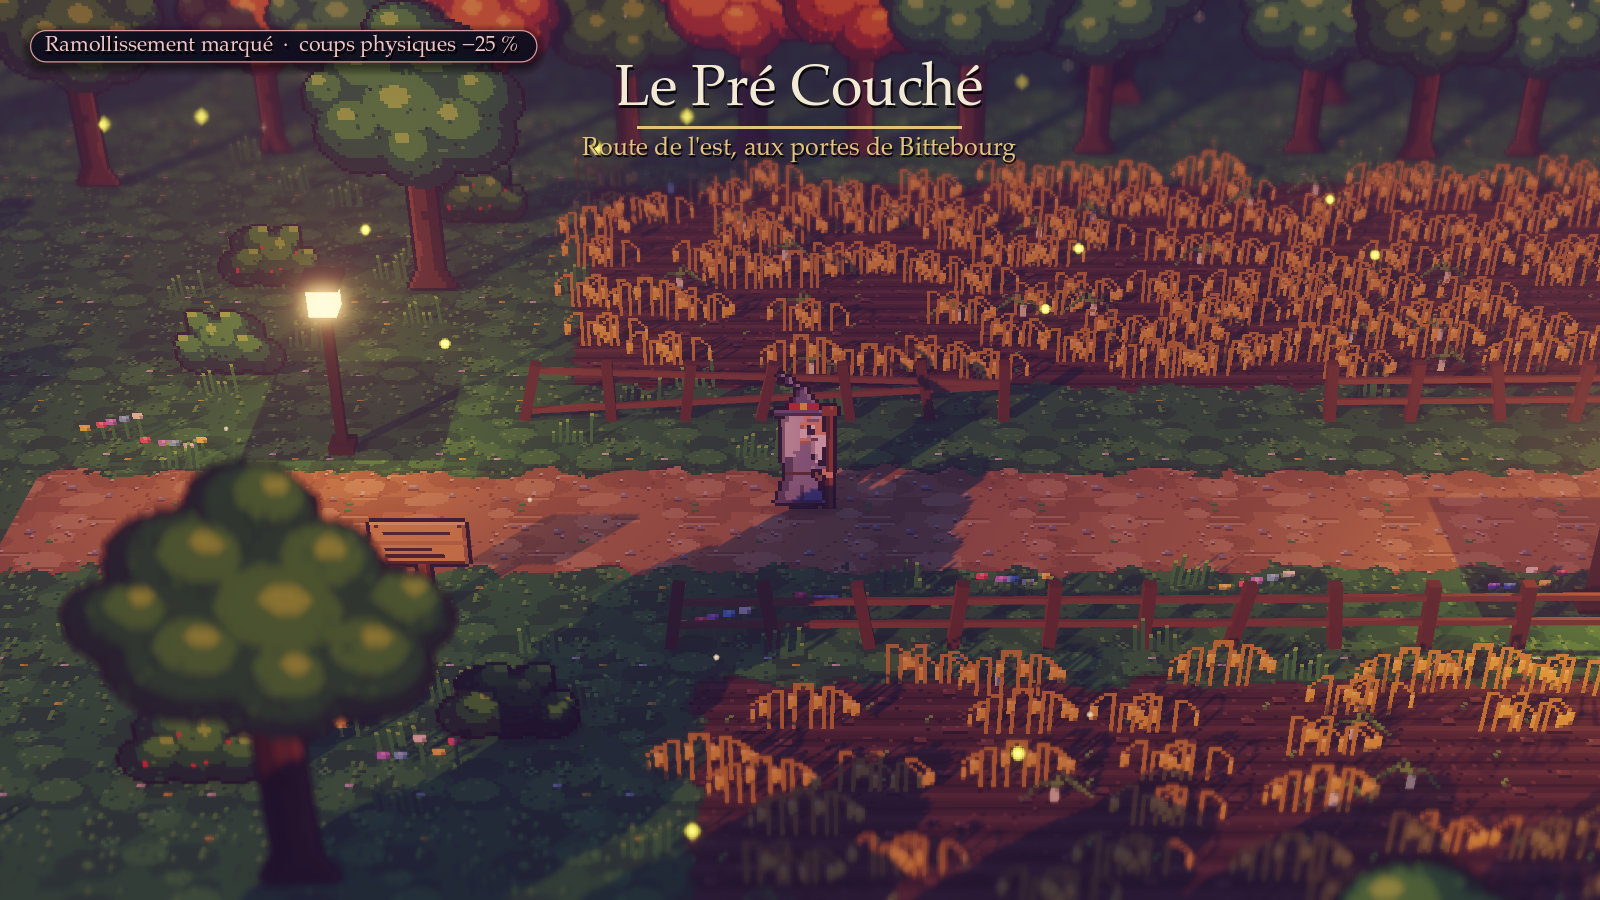 Ramollissement marqué · coups physiques −25 %
Le Pré Couché
Route de l'est, aux portes de Bittebourg